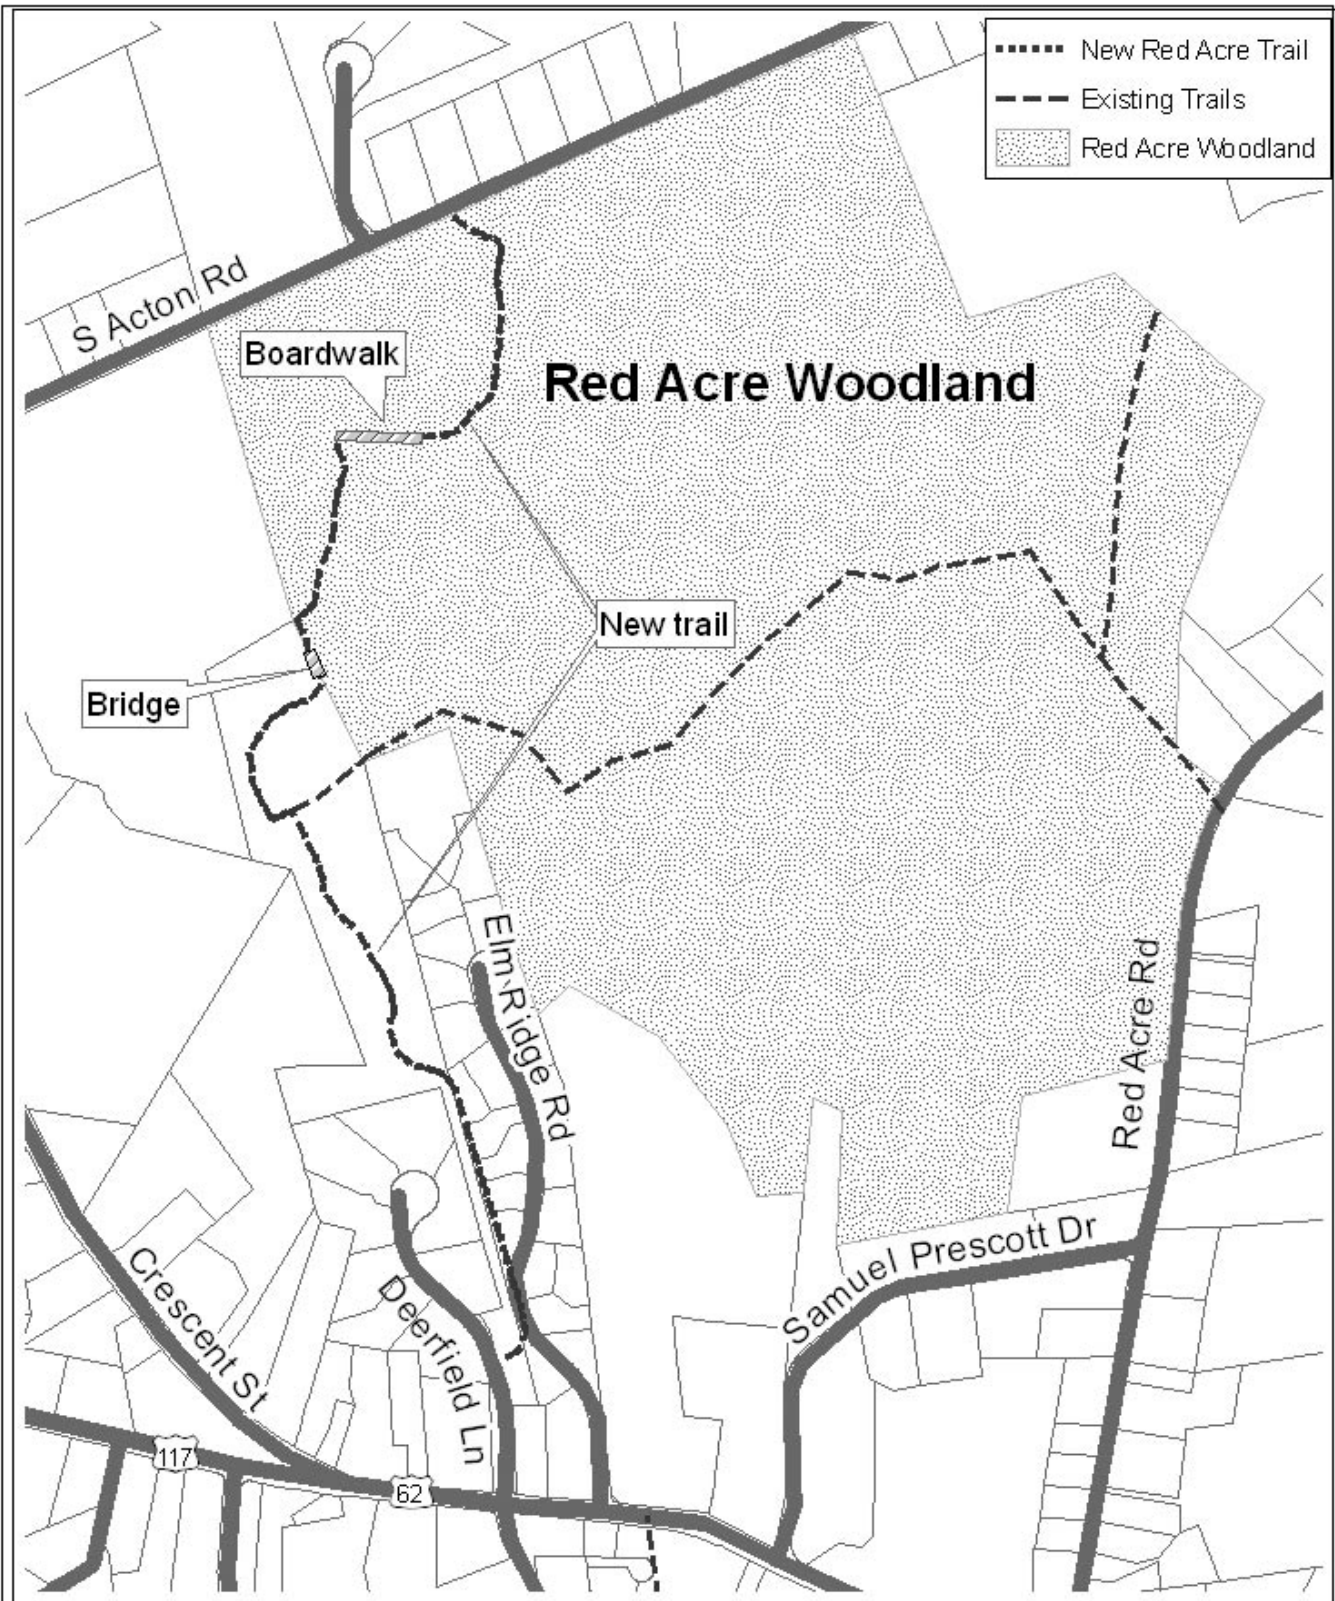 New Red Acre Trail
Existing Trails
Red Acre Woodland
S Acton Rd
Boardwalk
Red Acre Woodland
New trail
Bridge
Elm Ridge Rd
Red Acre Rd
Samuel Prescott Dr
Crescent St
Deerfield Ln
117
62